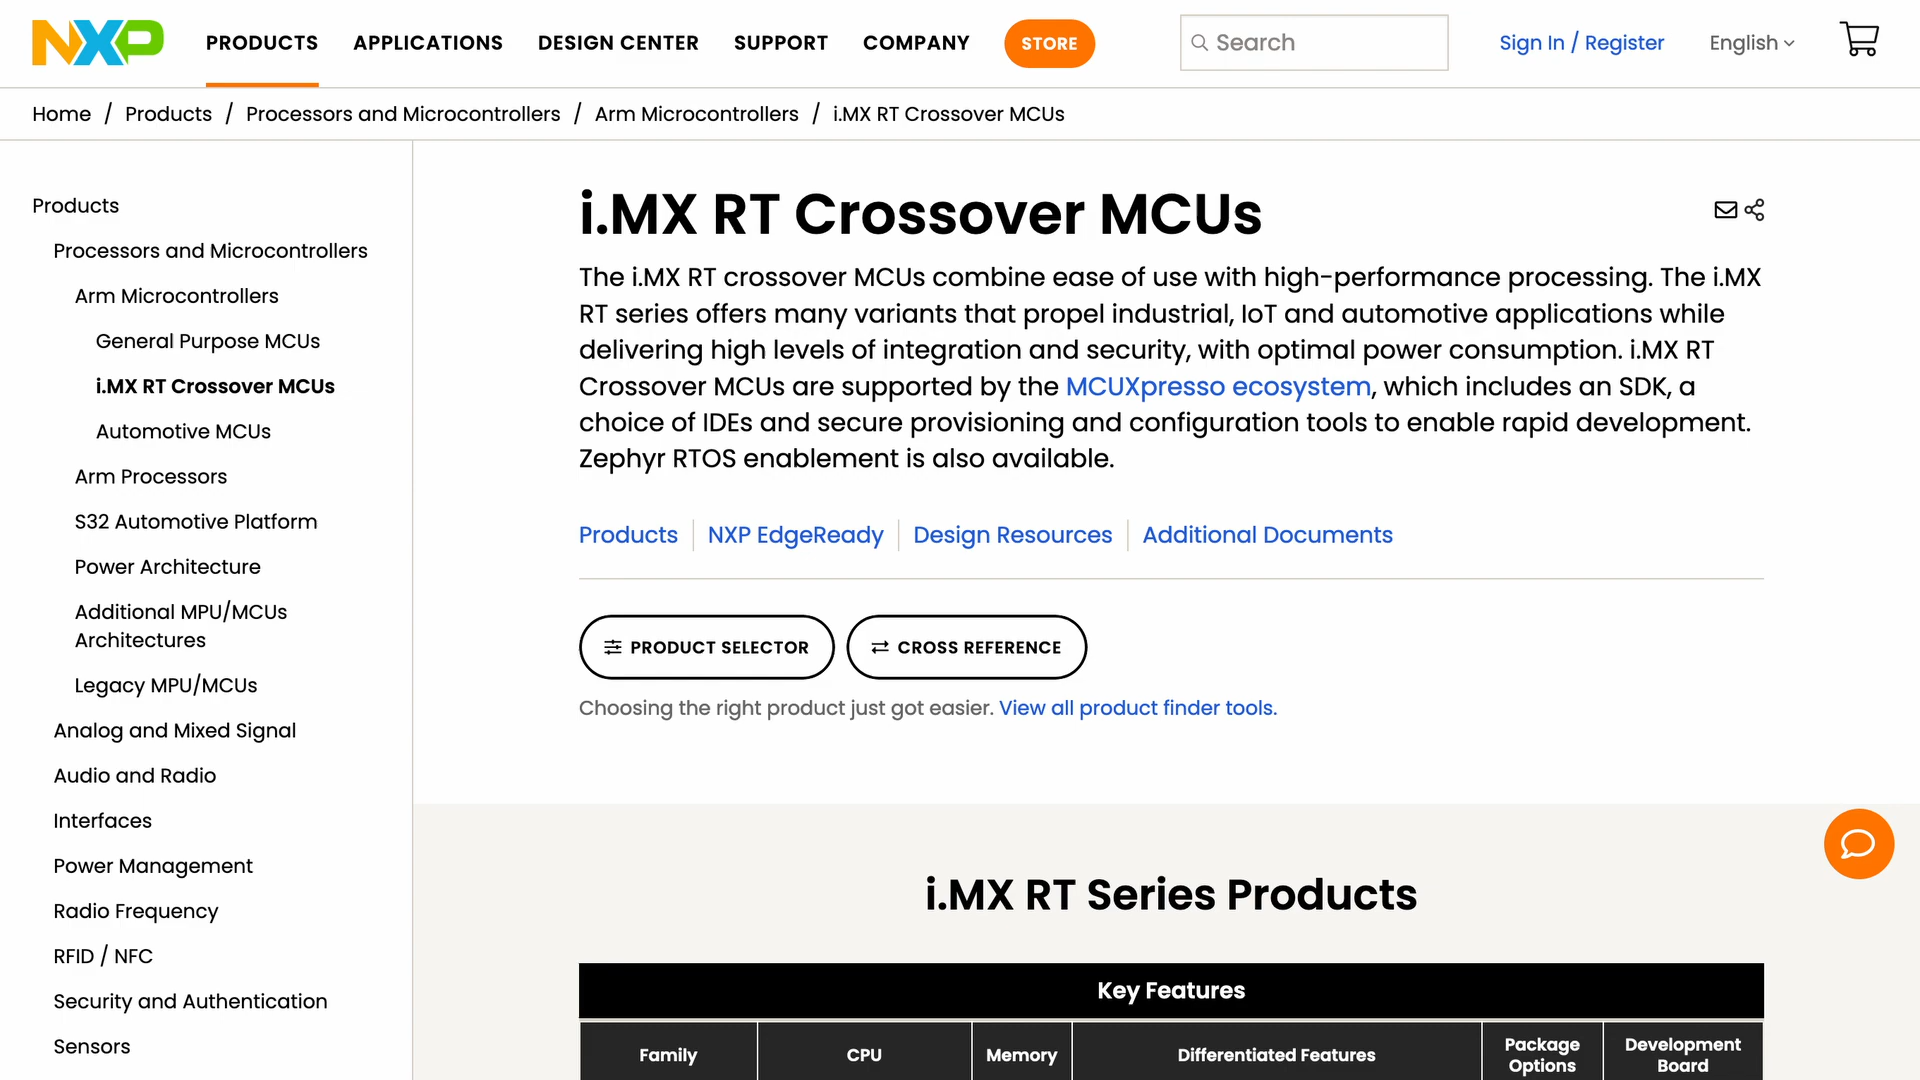 NXP
PRODUCTS
APPLICATIONS
DESIGN CENTER
SUPPORT
COMPANY
STORE
Search
Sign In / Register
English
Home / Products / Processors and Microcontrollers / Arm Microcontrollers / i.MX RT Crossover MCUs
Products
Processors and Microcontrollers
Arm Microcontrollers
General Purpose MCUs
i.MX RT Crossover MCUs
Automotive MCUs
Arm Processors
S32 Automotive Platform
Power Architecture
Additional MPU/MCUs
Architectures
Legacy MPU/MCUs
Analog and Mixed Signal
Audio and Radio
Interfaces
Power Management
Radio Frequency
RFID / NFC
Security and Authentication
Sensors
i.MX RT Crossover MCUs
The i.MX RT crossover MCUs combine ease of use with high-performance processing. The i.MX
RT series offers many variants that propel industrial, IoT and automotive applications while
delivering high levels of integration and security, with optimal power consumption. i.MX RT
Crossover MCUs are supported by the MCUXpresso ecosystem, which includes an SDK, a
choice of IDEs and secure provisioning and configuration tools to enable rapid development.
Zephyr RTOS enablement is also available.
Products
NXP EdgeReady
Design Resources
Additional Documents
PRODUCT SELECTOR
CROSS REFERENCE
Choosing the right product just got easier. View all product finder tools.
i.MX RT Series Products
Key Features
Family
CPU
Memory
Differentiated Features
Package
Options
Development
Board